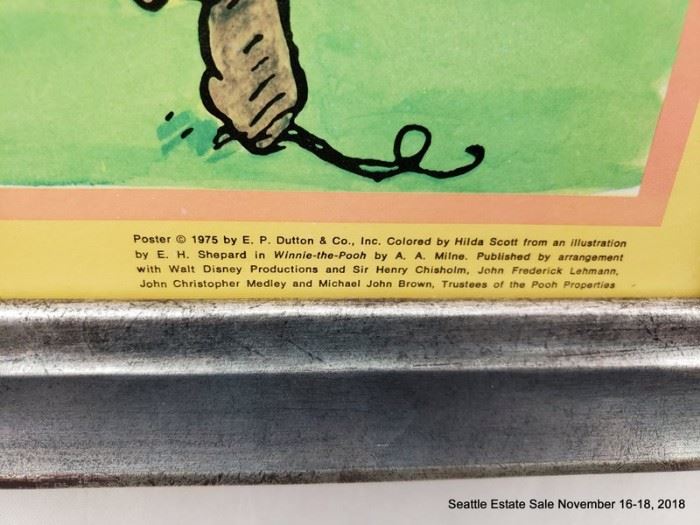 Poster © 1975 by E. P. Dutton & Co., Inc. Colored by Hilda Scott from an illustration
by E. H. Shepard in Winnie-the-Pooh by A. A. Milne. Published by arrangement
with Walt Disney Productions and Sir Henry Chisholm, John Frederick Lehmann,
John Christopher Medley and Michael John Brown, Trustees of the Pooh Properties
Seattle Estate Sale November 16-18, 2018